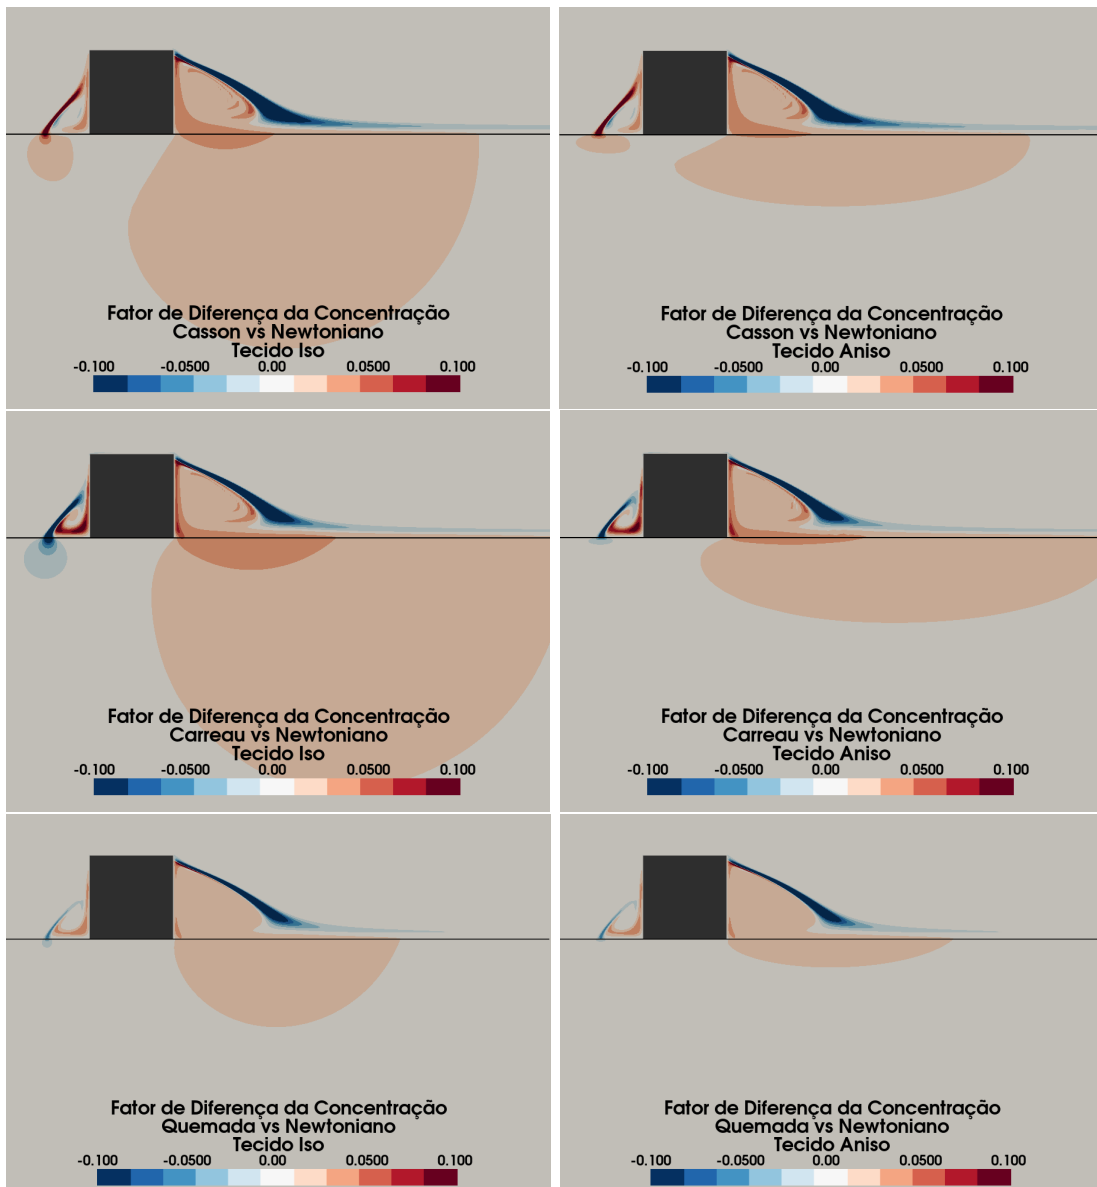 Fator de Diferença da Concentração
Casson vs Newtoniano
Tecido Iso
-0.100 -0.0500 0.00 0.0500 0.100
Fator de Diferença da Concentração
Casson vs Newtoniano
Tecido Aniso
-0.100 -0.0500 0.00 0.0500 0.100
Fator de Diferença da Concentração
Carreau vs Newtoniano
Tecido Iso
-0.100 -0.0500 0.00 0.0500 0.100
Fator de Diferença da Concentração
Carreau vs Newtoniano
Tecido Aniso
-0.100 -0.0500 0.00 0.0500 0.100
Fator de Diferença da Concentração
Quemada vs Newtoniano
Tecido Iso
-0.100 -0.0500 0.00 0.0500 0.100
Fator de Diferença da Concentração
Quemada vs Newtoniano
Tecido Aniso
-0.100 -0.0500 0.00 0.0500 0.100